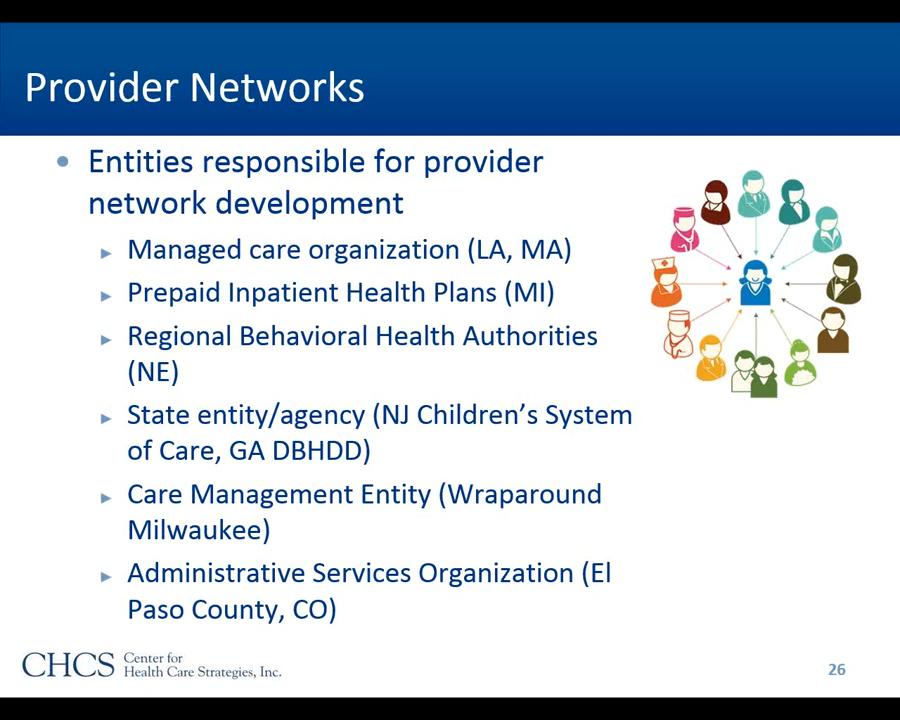 Provider Networks
• Entities responsible for provider
network development
► Managed care organization (LA, MA)
► Prepaid Inpatient Health Plans (MI)
► Regional Behavioral Health Authorities
(NE)
► State entity/agency (NJ Children’s System
of Care, GA DBHDD)
► Care Management Entity (Wraparound
Milwaukee)
► Administrative Services Organization (El
Paso County, CO)
CHCS Center for
Health Care Strategies, Inc.
26